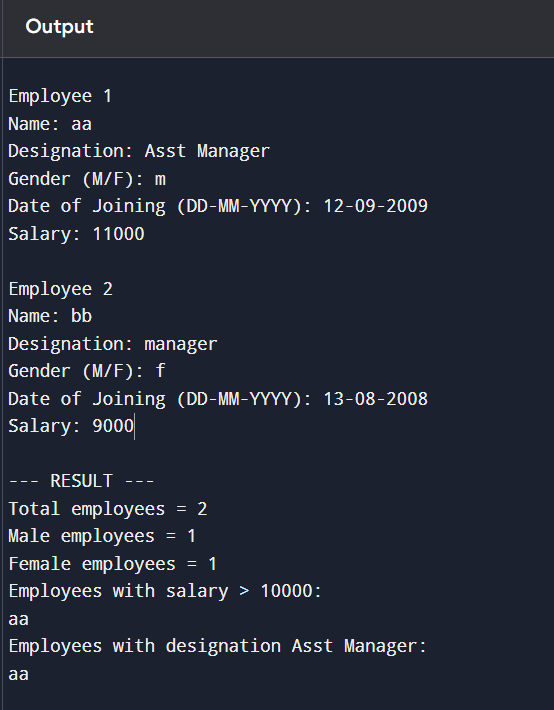 Output
Employee 1
Name: aa
Designation: Asst Manager
Gender (M/F): m
Date of Joining (DD-MM-YYYY): 12-09-2009
Salary: 11000
Employee 2
Name: bb
Designation: manager
Gender (M/F): f
Date of Joining (DD-MM-YYYY): 13-08-2008
Salary: 9000
--- RESULT ---
Total employees = 2
Male employees = 1
Female employees = 1
Employees with salary > 10000:
aa
Employees with designation Asst Manager:
aa